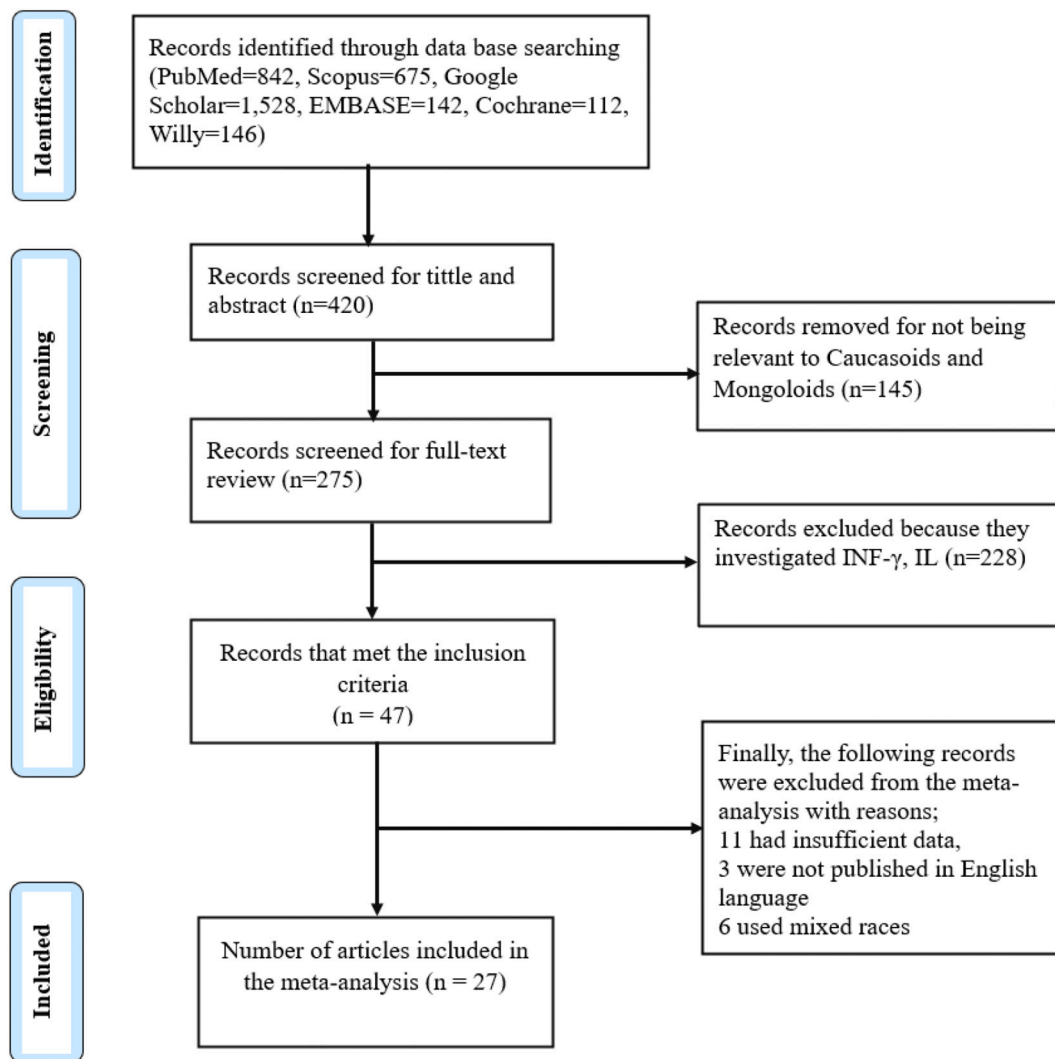 Identification
Records identified through data base searching
(PubMed=842, Scopus=675, Google
Scholar=1,528, EMBASE=142, Cochrane=112,
Willy=146)
Screening
Records screened for tittle and
abstract (n=420)
Records removed for not being
relevant to Caucasoids and
Mongoloids (n=145)
Records screened for full-text
review (n=275)
Records excluded because they
investigated INF-γ, IL (n=228)
Eligibility
Records that met the inclusion
criteria
(n = 47)
Finally, the following records
were excluded from the meta-
analysis with reasons;
11 had insufficient data,
3 were not published in English
language
6 used mixed races
Included
Number of articles included in
the meta-analysis (n = 27)